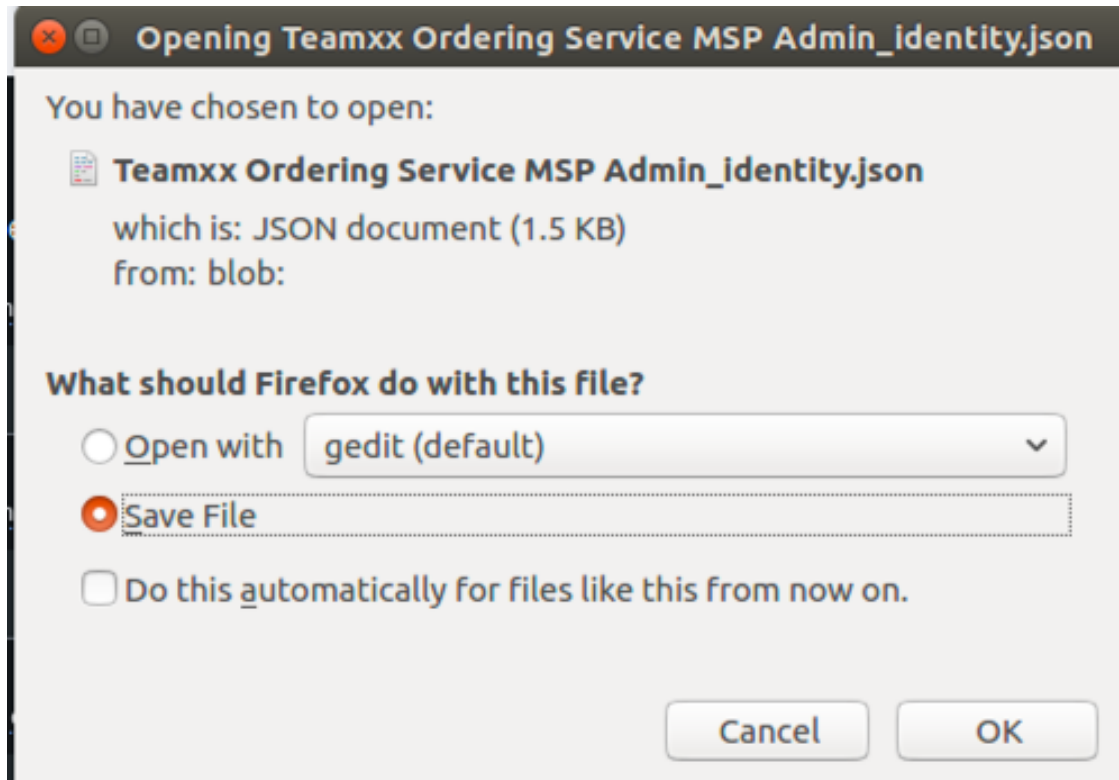 Opening Teamxx Ordering Service MSP Admin_identity.json
You have chosen to open:
Teamxx Ordering Service MSP Admin_identity.json
which is: JSON document (1.5 KB)
from: blob:
What should Firefox do with this file?
Open with gedit (default)
Save File
Do this automatically for files like this from now on.
Cancel OK